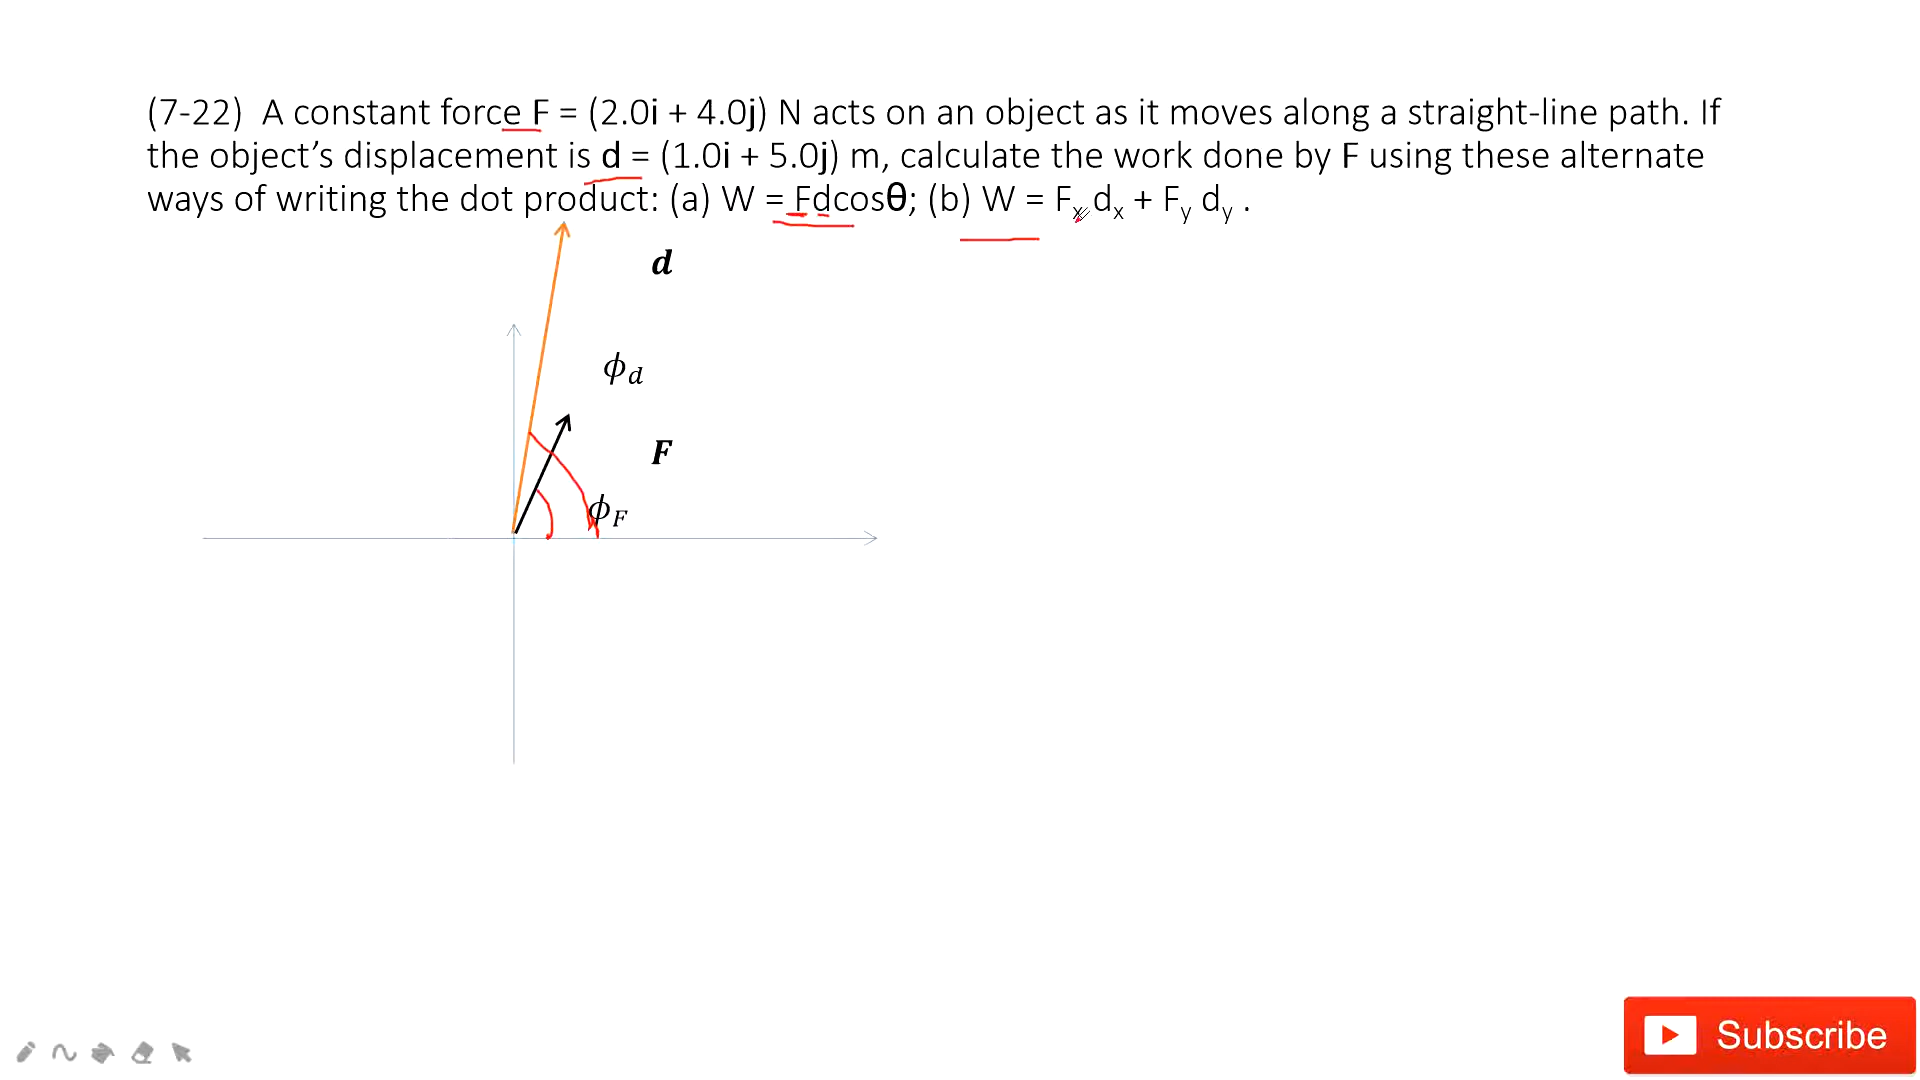 (7-22) A constant force F = (2.0i + 4.0j) N acts on an object as it moves along a straight-line path. If
the object’s displacement is d = (1.0i + 5.0j) m, calculate the work done by F using these alternate
ways of writing the dot product: (a) W = Fdcosθ; (b) W = Fₓ dₓ + Fy dy .
d
ϕd
F
ϕF
Subscribe